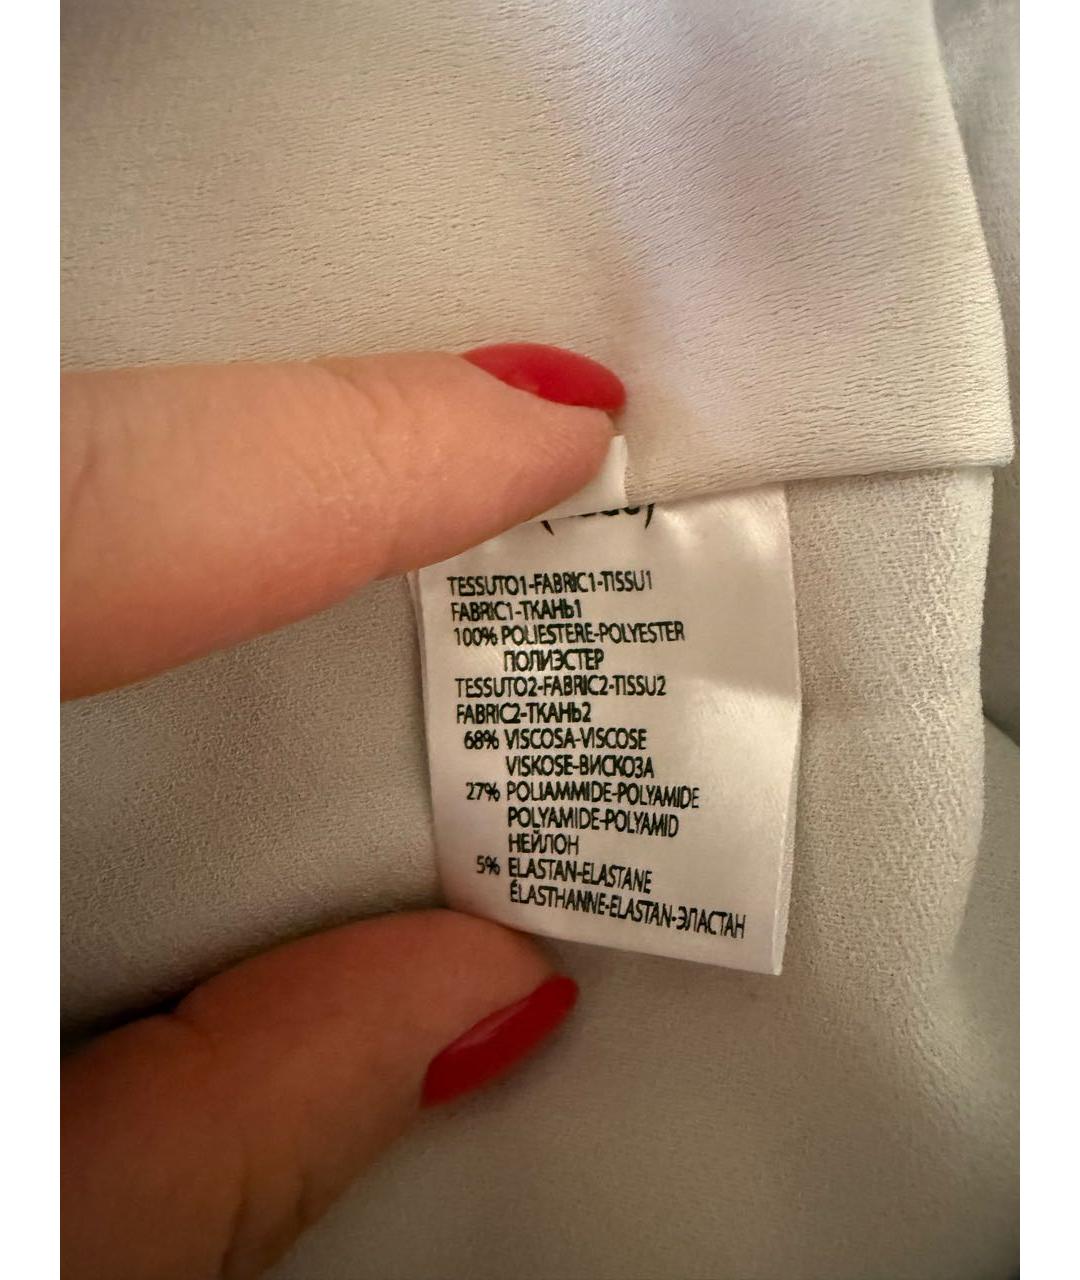 TESSUTO1-FABRIC1-TISSU1
FABRIC1-ТКАНЬ1
100% POLIESTERE-POLYESTER
ПОЛИЭСТЕР
TESSUTO2-FABRIC2-TISSU2
FABRIC2-ТКАНЬ2
68% VISCOSA-VISCOSE
VISKOSE-ВИСКОЗА
27% POLIAMMIDE-POLYAMIDE
POLYAMIDE-POLYAMID
НЕЙЛОН
5% ELASTAN-ELASTANE
ÉLASTHANNE-ELASTAN-ЭЛАСТАН